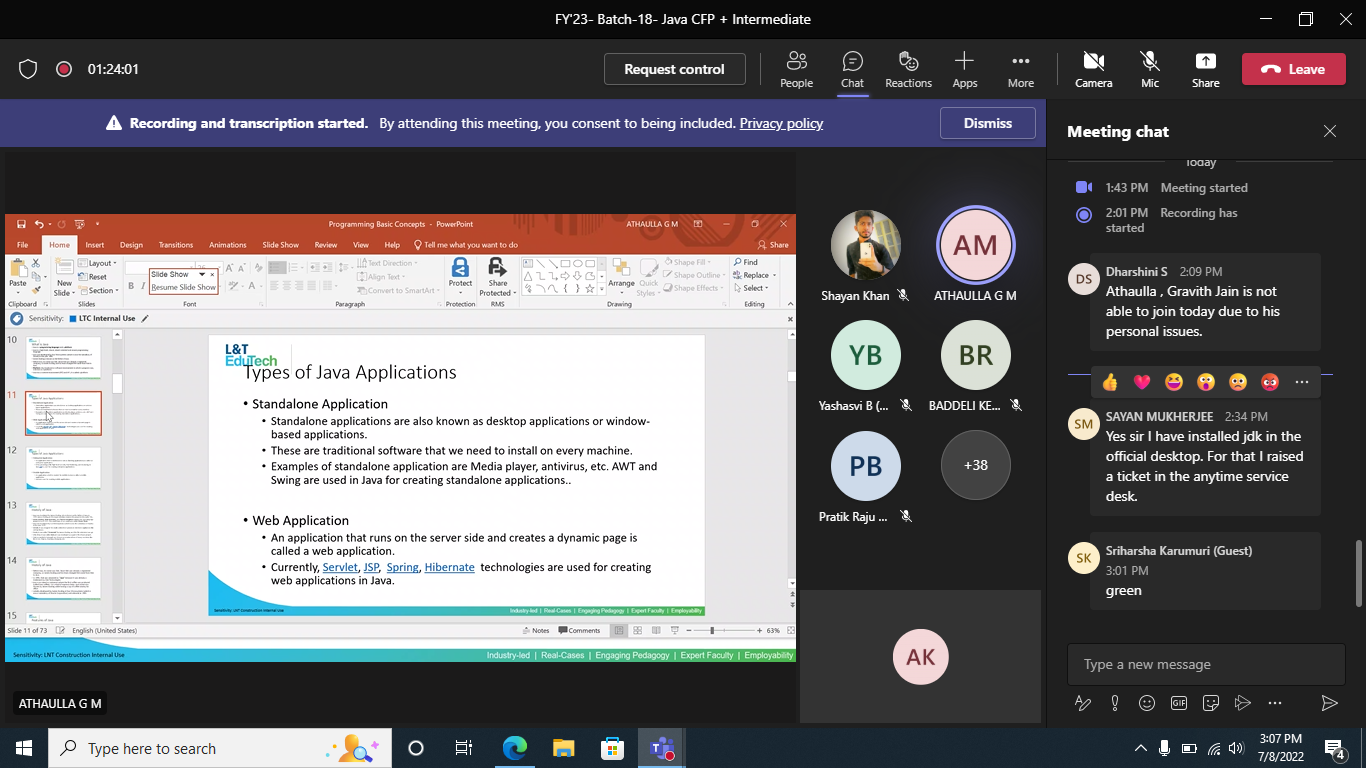 FY'23- Batch-18- Java CFP + Intermediate
01:24:01
Request control
People
Chat
Reactions
Apps
More
Camera
Mic
Share
Leave
Recording and transcription started. By attending this meeting, you consent to being included. Privacy policy
Dismiss
Programming Basic Concepts - PowerPoint
ATHAULLA G M
File Home Insert Design Transitions Animations Slide Show Review View Help Tell me what you want to do
Share
Paste
New
Slide
Layout
Reset
Section
Slide Show
Resume Slide Show
B I
Text Direction
Align Text
Convert to SmartArt
Protect
Share
Protected
Arrange
Quick
Styles
Shape Fill
Shape Outline
Shape Effects
Find
Replace
Select
Clipboard
Slides
Font
Paragraph
Protection
RMS
Drawing
Editing
Sensitivity: LTC Internal Use
10
11
12
13
14
15
L&T
EduTech
Types of Java Applications
• Standalone Application
• Standalone applications are also known as desktop applications or window-
based applications.
• These are traditional software that we need to install on every machine.
• Examples of standalone application are Media player, antivirus, etc. AWT and
Swing are used in Java for creating standalone applications..
• Web Application
• An application that runs on the server side and creates a dynamic page is
called a web application.
• Currently, Servlet, JSP, Spring, Hibernate technologies are used for creating
web applications in Java.
Sensitivity: LNT Construction Internal Use
Industry-led | Real-Cases | Engaging Pedagogy | Expert Faculty | Employability
Slide 11 of 73
English (United States)
Notes
Comments
63%
Sensitivity: LNT Construction Internal Use
Industry-led | Real-Cases | Engaging Pedagogy | Expert Faculty | Employability
ATHAULLA G M
Shayan Khan
AM
ATHAULLA G M
YB
Yashasvi B (...
BR
BADDELI KE...
PB
Pratik Raju ...
+38
AK
Meeting chat
Today
1:43 PM Meeting started
2:01 PM Recording has
started
DS
Dharshini S 2:09 PM
Athaulla , Gravith Jain is not
able to join today due to his
personal issues.
SM
SAYAN MUKHERJEE 2:34 PM
Yes sir I have installed jdk in the
official desktop. For that I raised
a ticket in the anytime service
desk.
SK
Sriharsha Karumuri (Guest)
3:01 PM
green
Type a new message
GIF
Type here to search
3:07 PM
7/8/2022
4